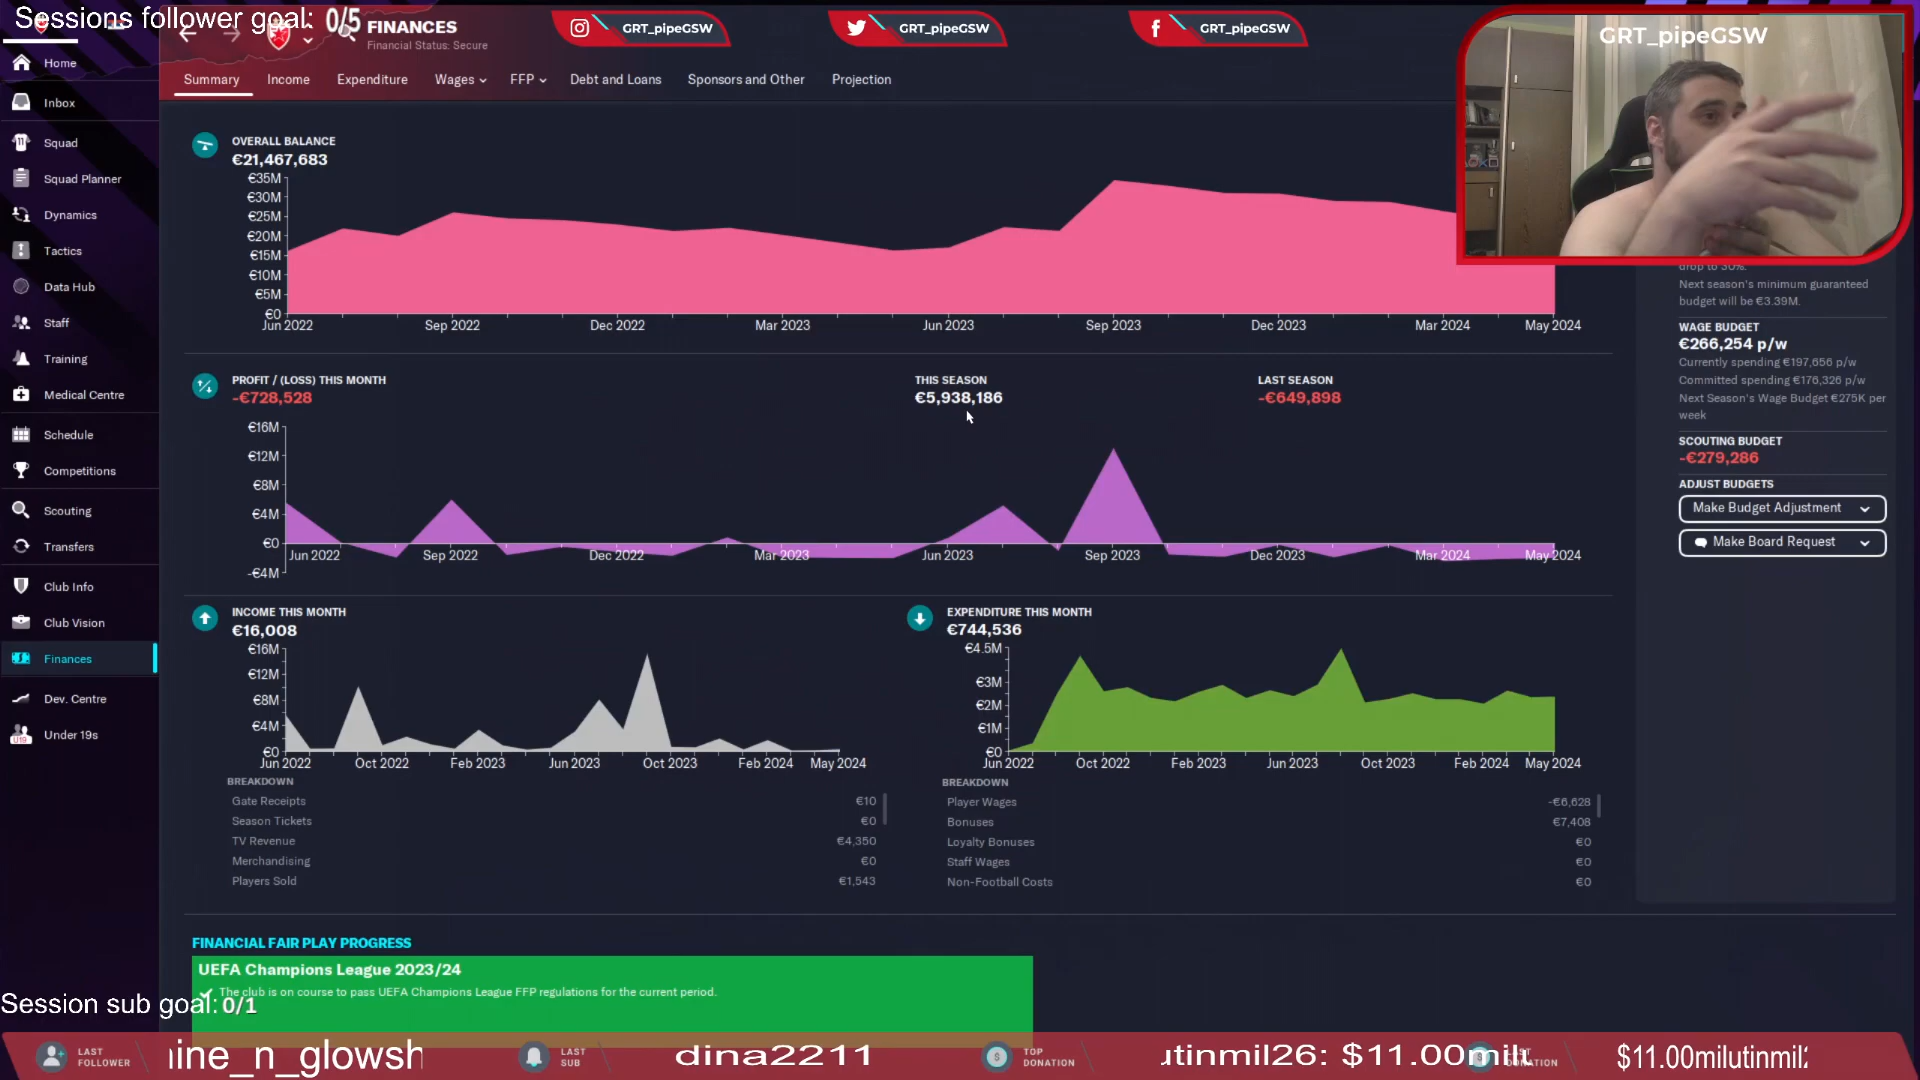 Sessions follower goal: 0/5
FINANCES
Financial Status: Secure
GRT_pipeGSW
GRT_pipeGSW
GRT_pipeGSW
GRT_pipeGSW
Home
Inbox
Squad
Squad Planner
Dynamics
Tactics
Data Hub
Staff
Training
Medical Centre
Schedule
Competitions
Scouting
Transfers
Club Info
Club Vision
Finances
Dev. Centre
Under 19s
Summary
Income
Expenditure
Wages
FFP
Debt and Loans
Sponsors and Other
Projection
OVERALL BALANCE
€21,467,683
€35M
€30M
€25M
€20M
€15M
€10M
€5M
€0
Jun 2022
Sep 2022
Dec 2022
Mar 2023
Jun 2023
Sep 2023
Dec 2023
Mar 2024
May 2024
PROFIT / (LOSS) THIS MONTH
-€728,528
THIS SEASON
€5,938,186
LAST SEASON
-€649,898
€16M
€12M
€8M
€4M
€0
-€4M
Jun 2022
Sep 2022
Dec 2022
Mar 2023
Jun 2023
Sep 2023
Dec 2023
Mar 2024
May 2024
INCOME THIS MONTH
€16,008
€16M
€12M
€8M
€4M
€0
Jun 2022
Oct 2022
Feb 2023
Jun 2023
Oct 2023
Feb 2024
May 2024
BREAKDOWN
Gate Receipts €10
Season Tickets €0
TV Revenue €4,350
Merchandising €0
Players Sold €1,543
EXPENDITURE THIS MONTH
€744,536
€4.5M
€3M
€2M
€1M
€0
Jun 2022
Oct 2022
Feb 2023
Jun 2023
Oct 2023
Feb 2024
May 2024
BREAKDOWN
Player Wages -€6,628
Bonuses €7,408
Loyalty Bonuses €0
Staff Wages €0
Non-Football Costs €0
drop to 30%.
Next season's minimum guaranteed
budget will be €3.39M.
WAGE BUDGET
€266,254 p/w
Currently spending €197,656 p/w
Committed spending €176,326 p/w
Next Season's Wage Budget €275K per
week
SCOUTING BUDGET
-€279,286
ADJUST BUDGETS
Make Budget Adjustment
Make Board Request
FINANCIAL FAIR PLAY PROGRESS
UEFA Champions League 2023/24
The club is on course to pass UEFA Champions League FFP regulations for the current period.
Session sub goal: 0/1
LAST
FOLLOWER
ine_n_glowsh
LAST
SUB
dina2211
TOP
DONATION
utinmil26: $11.00mil
DONATION
$11.00milutinmil